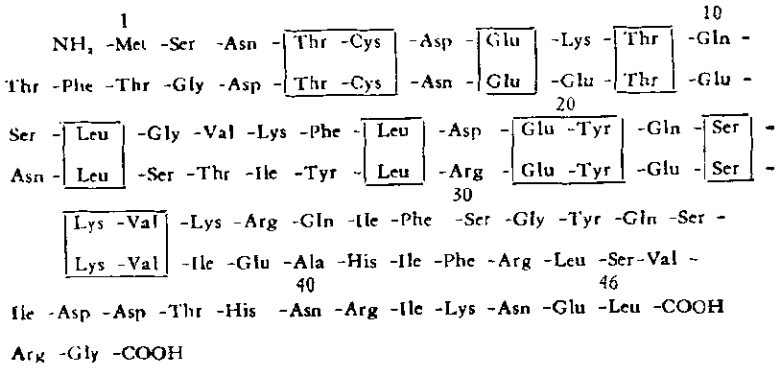 1 10
NH, -Met -Ser -Asn - Thr -Cys -Asp - Glu -Lys - Thr -Gln -
Thr -Phe -Thr -Gly -Asp - Thr -Cys -Asn - Glu -Glu - Thr -Glu -
20
Ser - Leu -Gly -Val -Lys -Phe - Leu -Asp - Glu -Tyr -Gln - Ser -
Asn - Leu -Ser -Thr -Ile -Tyr - Leu -Arg - Glu -Tyr -Glu - Ser -
30
Lys -Val -Lys -Arg -Gln -Ile -Phe -Ser -Gly -Tyr -Gln -Ser -
Lys -Val -Ile -Glu -Ala -His -Ile -Phe -Arg -Leu -Ser-Val -
40 46
Ile -Asp -Asp -Thr -His -Asn -Arg -Ile -Lys -Asn -Glu -Leu -COOH
Arg -Gly -COOH